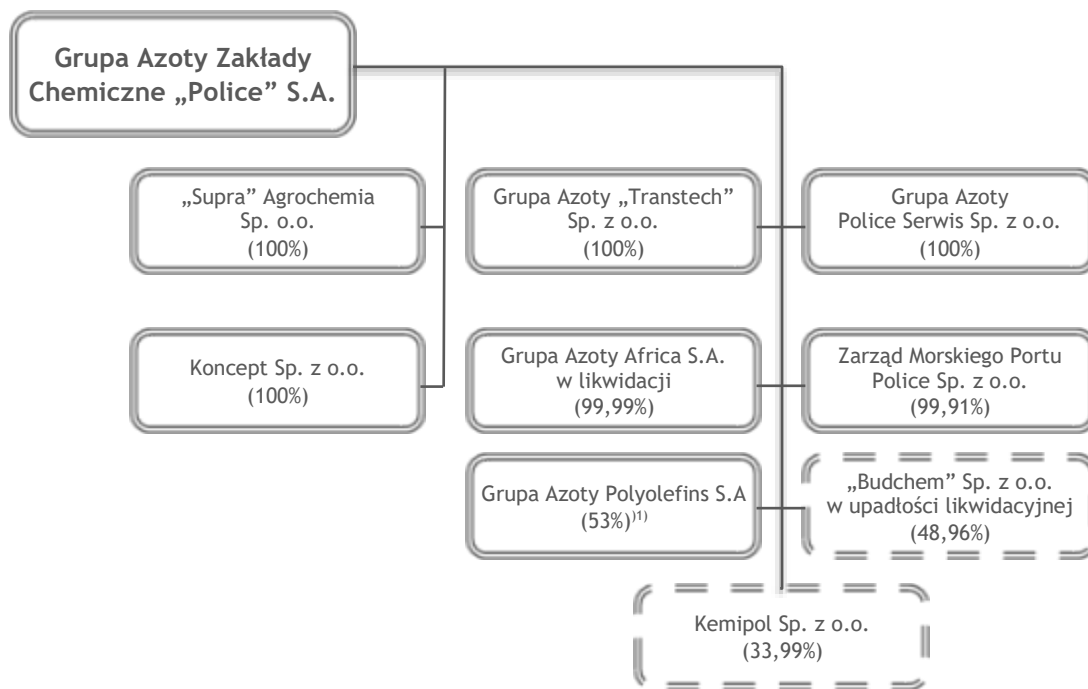 Grupa Azoty Zakłady
Chemiczne „Police” S.A.
„Supra” Agrochemia
Sp. o.o.
(100%)
Grupa Azoty „Transtech”
Sp. z o.o.
(100%)
Grupa Azoty
Police Serwis Sp. z o.o.
(100%)
Koncept Sp. z o.o.
(100%)
Grupa Azoty Africa S.A.
w likwidacji
(99,99%)
Zarząd Morskiego Portu
Police Sp. z o.o.
(99,91%)
Grupa Azoty Polyolefins S.A
(53%)¹⁾
„Budchem” Sp. z o.o.
w upadłości likwidacyjnej
(48,96%)
Kemipol Sp. z o.o.
(33,99%)